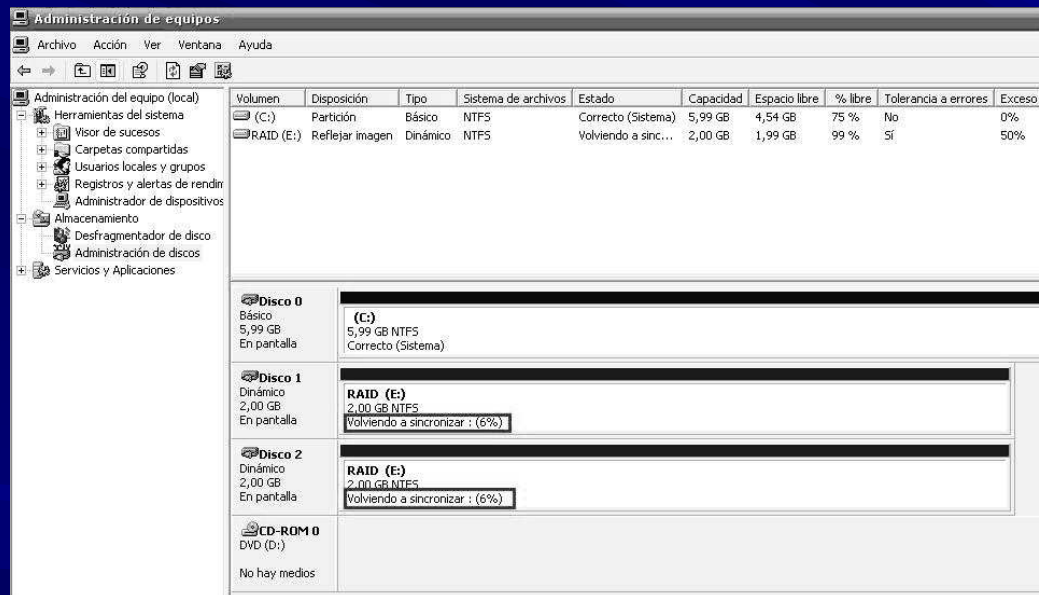 Administración de equipos
Archivo Acción Ver Ventana Ayuda
Administración del equipo (local)
Herramientas del sistema
Visor de sucesos
Carpetas compartidas
Usuarios locales y grupos
Registros y alertas de rendim
Administrador de dispositivos
Almacenamiento
Desfragmentador de disco
Administración de discos
Servicios y Aplicaciones
Volumen Disposición Tipo Sistema de archivos Estado Capacidad Espacio libre % libre Tolerancia a errores Exceso
(C:) Partición Básico NTFS Correcto (Sistema) 5,99 GB 4,54 GB 75 % No 0%
RAID (E:) Reflejar imagen Dinámico NTFS Volviendo a sinc... 2,00 GB 1,99 GB 99 % Sí 50%
Disco 0
Básico
5,99 GB
En pantalla
(C:)
5,99 GB NTFS
Correcto (Sistema)
Disco 1
Dinámico
2,00 GB
En pantalla
RAID (E:)
2,00 GB NTFS
Volviendo a sincronizar : (6%)
Disco 2
Dinámico
2,00 GB
En pantalla
RAID (E:)
2,00 GB NTFS
Volviendo a sincronizar : (6%)
CD-ROM 0
DVD (D:)
No hay medios